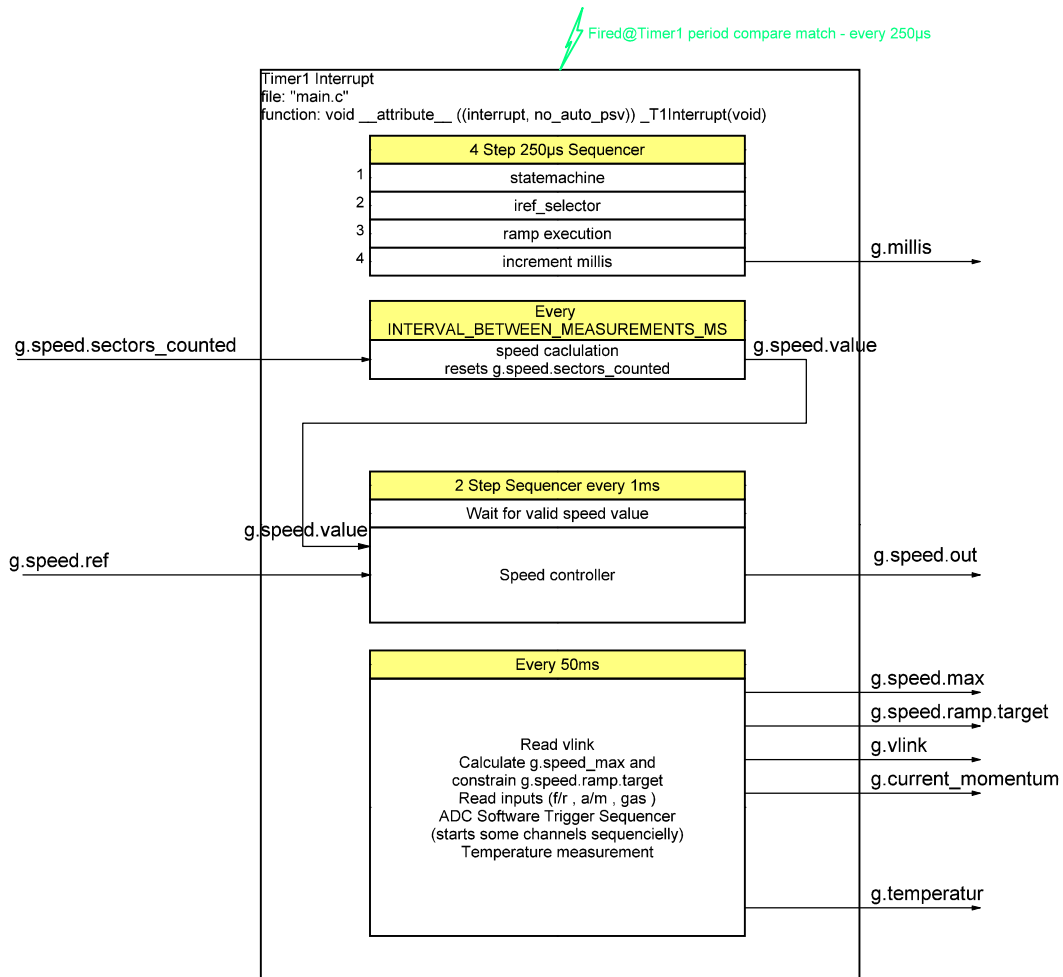 Fired@Timer1 period compare match - every 250µs
Timer1 Interrupt
file: "main.c"
function: void __attribute__ ((interrupt, no_auto_psv)) _T1Interrupt(void)
4 Step 250µs Sequencer
1
statemachine
2
iref_selector
3
ramp execution
4
increment millis
g.millis
Every
INTERVAL_BETWEEN_MEASUREMENTS_MS
g.speed.sectors_counted
speed caclulation
resets g.speed.sectors_counted
g.speed.value
2 Step Sequencer every 1ms
Wait for valid speed value
g.speed.value
g.speed.ref
Speed controller
g.speed.out
Every 50ms
g.speed.max
g.speed.ramp.target
g.vlink
g.current_momentum
Read vlink
Calculate g.speed_max and
constrain g.speed.ramp.target
Read inputs (f/r , a/m , gas )
ADC Software Trigger Sequencer
(starts some channels sequencielly)
Temperature measurement
g.temperatur